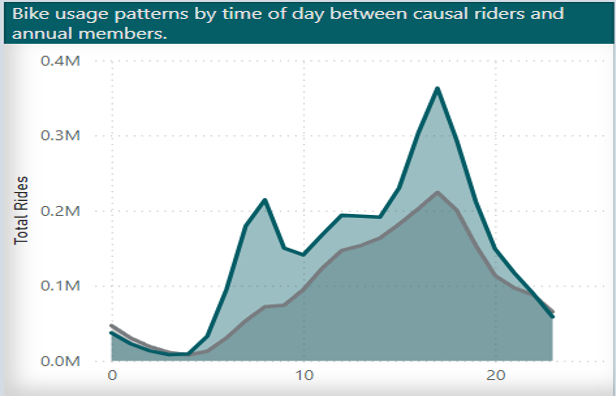 Bike usage patterns by time of day between causal riders and
annual members.
0.4M
0.3M
0.2M
0.1M
0.0M
Total Rides
0 10 20